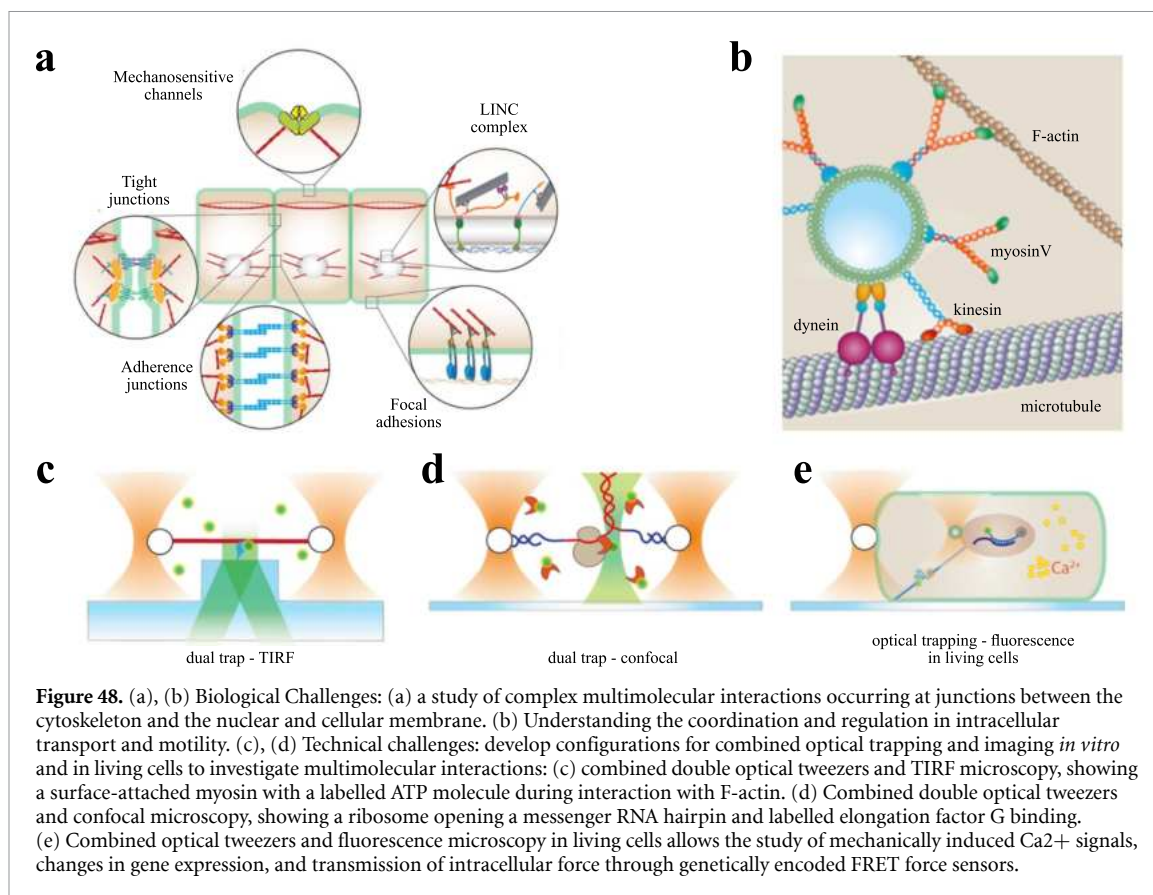 a
Mechanosensitive
channels
LINC
complex
Tight
junctions
Adherence
junctions
Focal
adhesions
b
F-actin
myosinV
kinesin
dynein
microtubule
c
dual trap - TIRF
d
dual trap - confocal
e
Ca2+
optical trapping - fluorescence
in living cells
Figure 48. (a), (b) Biological Challenges: (a) a study of complex multimolecular interactions occurring at junctions between the
cytoskeleton and the nuclear and cellular membrane. (b) Understanding the coordination and regulation in intracellular
transport and motility. (c), (d) Technical challenges: develop configurations for combined optical trapping and imaging in vitro
and in living cells to investigate multimolecular interactions: (c) combined double optical tweezers and TIRF microscopy, showing
a surface-attached myosin with a labelled ATP molecule during interaction with F-actin. (d) Combined double optical tweezers
and confocal microscopy, showing a ribosome opening a messenger RNA hairpin and labelled elongation factor G binding.
(e) Combined optical tweezers and fluorescence microscopy in living cells allows the study of mechanically induced Ca2+ signals,
changes in gene expression, and transmission of intracellular force through genetically encoded FRET force sensors.